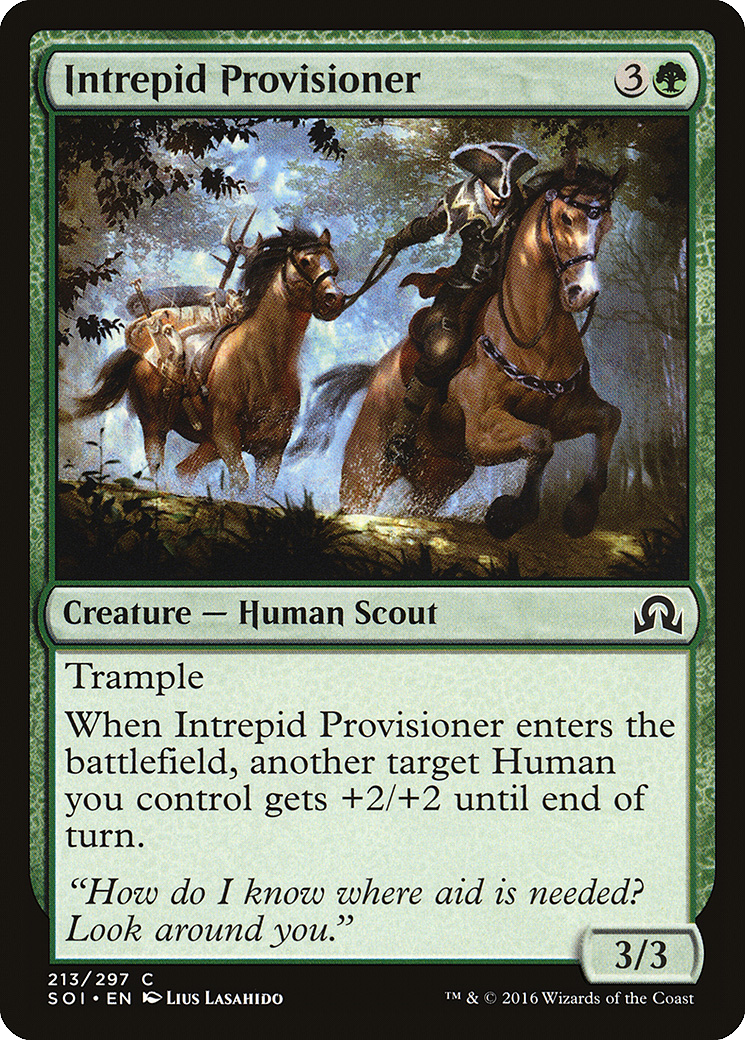 Intrepid Provisioner 3
Creature — Human Scout
Trample
When Intrepid Provisioner enters the
battlefield, another target Human
you control gets +2/+2 until end of
turn.
“How do I know where aid is needed?
Look around you.”
3/3
213/297 C
SOI • EN Lius Lasahido
™ & © 2016 Wizards of the Coast